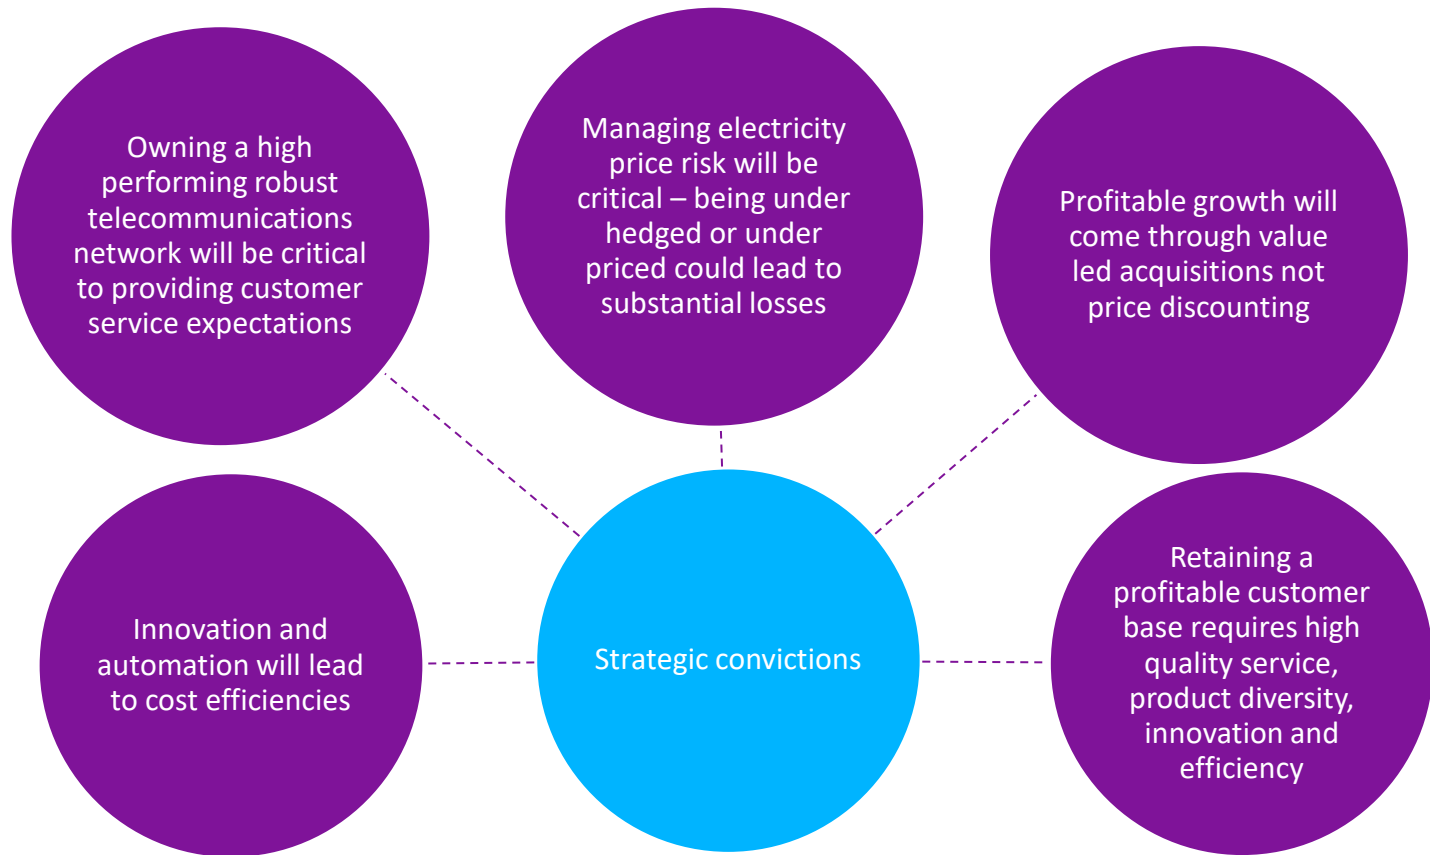 Owning a high
performing robust
telecommunications
network will be critical
to providing customer
service expectations
Managing electricity
price risk will be
critical – being under
hedged or under
priced could lead to
substantial losses
Profitable growth will
come through value
led acquisitions not
price discounting
Innovation and
automation will lead
to cost efficiencies
Strategic convictions
Retaining a
profitable customer
base requires high
quality service,
product diversity,
innovation and
efficiency